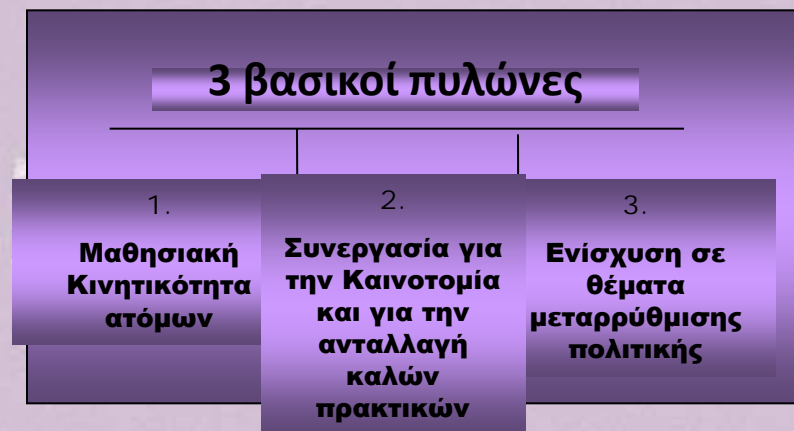 3 βασικοί πυλώνες
1.
Μαθησιακή
Κινητικότητα
ατόμων
2.
Συνεργασία για
την Καινοτομία
και για την
ανταλλαγή
καλών
πρακτικών
3.
Ενίσχυση σε
θέματα
μεταρρύθμισης
πολιτικής